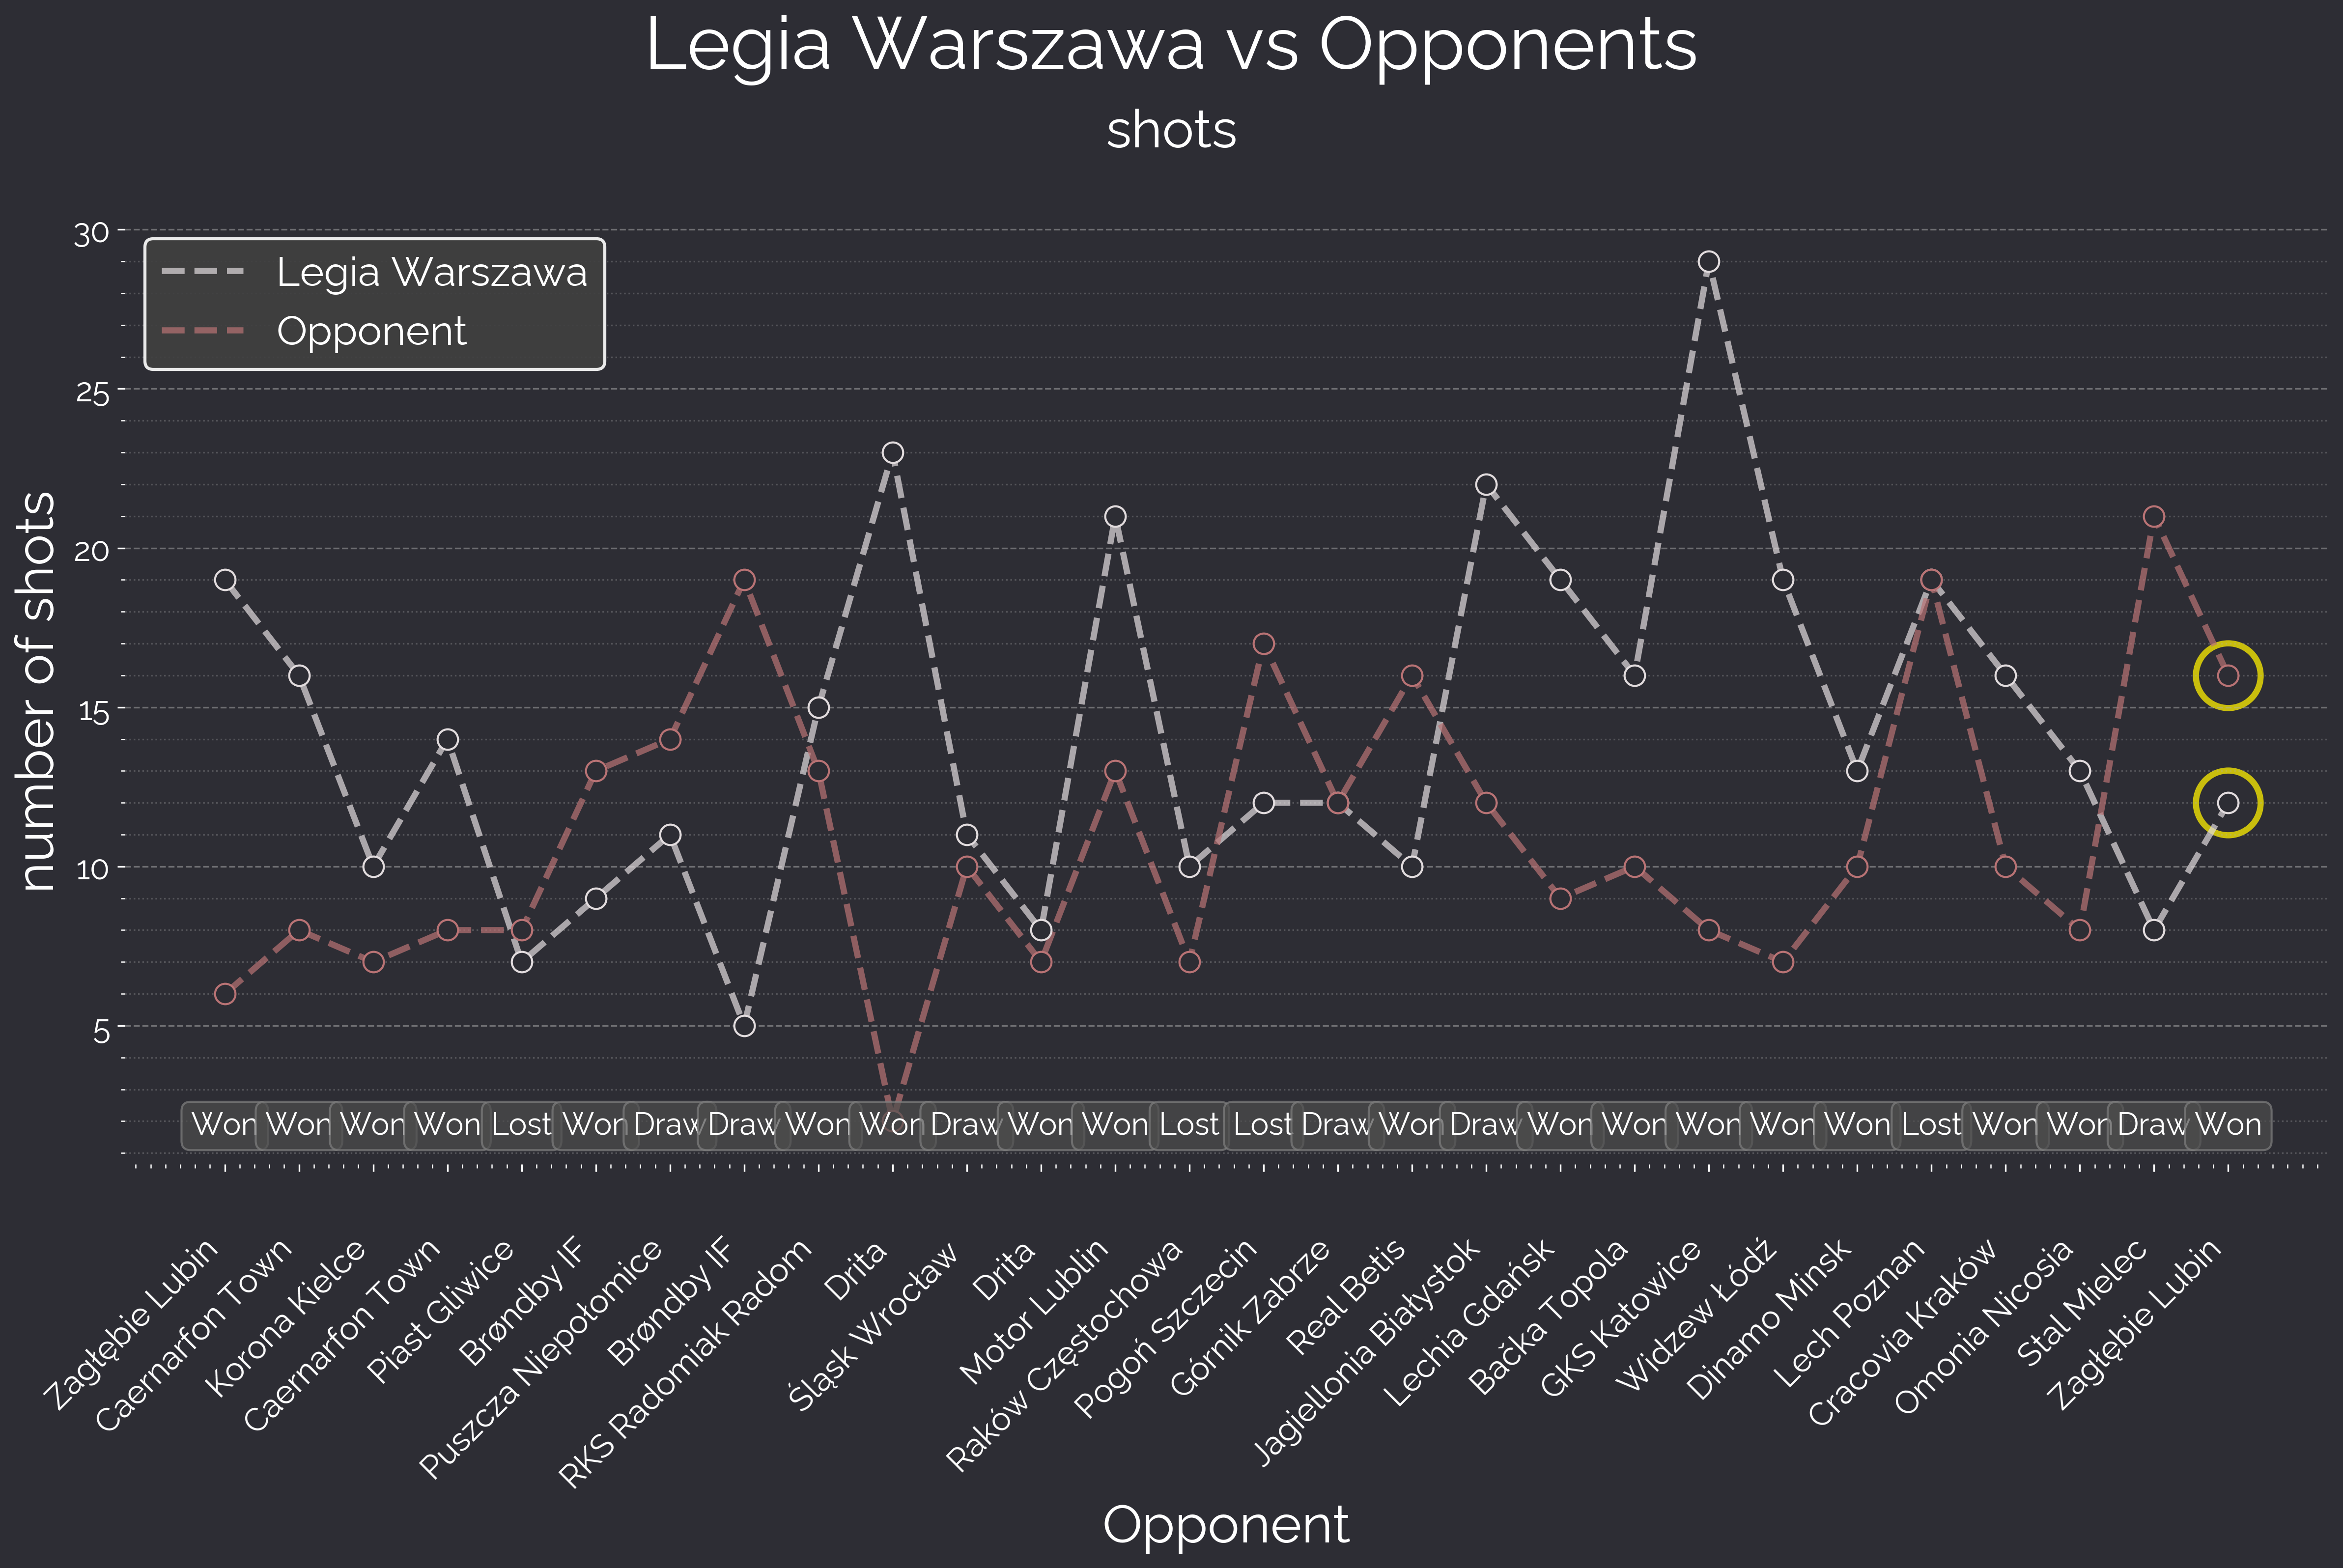 Legia Warszawa vs Opponents
shots
30
Legia Warszawa
Opponent
25
20
15
10
5
number of shots
Won Won Won Won Lost Won Draw Draw Won Won Draw Won Won Lost Lost Draw Won Draw Won Won Won Won Won Lost Won Won Draw Won
Zagłębie Lubin
Caernarfon Town
Korona Kielce
Caernarfon Town
Piast Gliwice
Brøndby IF
Puszcza Niepołomice
Brøndby IF
RKS Radomiak Radom
Drita
Śląsk Wrocław
Drita
Motor Lublin
Raków Częstochowa
Pogoń Szczecin
Górnik Zabrze
Real Betis
Jagiellonia Białystok
Lechia Gdańsk
Bačka Topola
GKS Katowice
Widzew Łódź
Dinamo Minsk
Lech Poznan
Cracovia Kraków
Omonia Nicosia
Stal Mielec
Zagłębie Lubin
Opponent